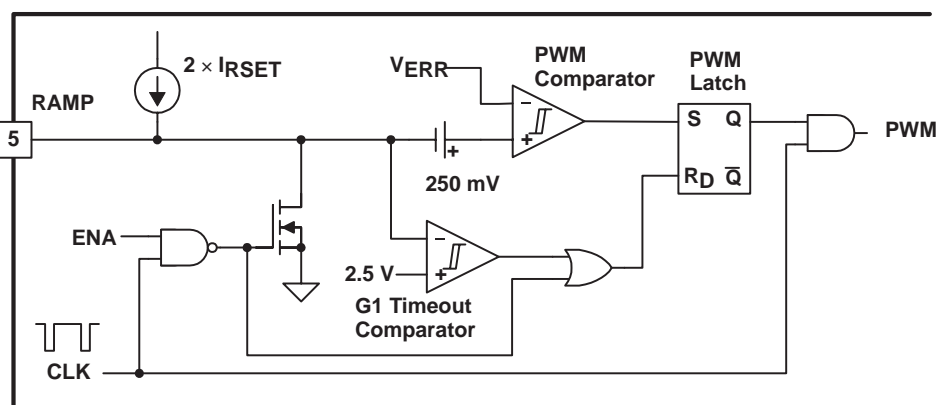 2 × IRSET
RAMP
5
VERR
−
+
PWM
Comparator
PWM
Latch
S Q
RD Q̅
PWM
+
250 mV
ENA
−
2.5 V
+
G1 Timeout
Comparator
CLK